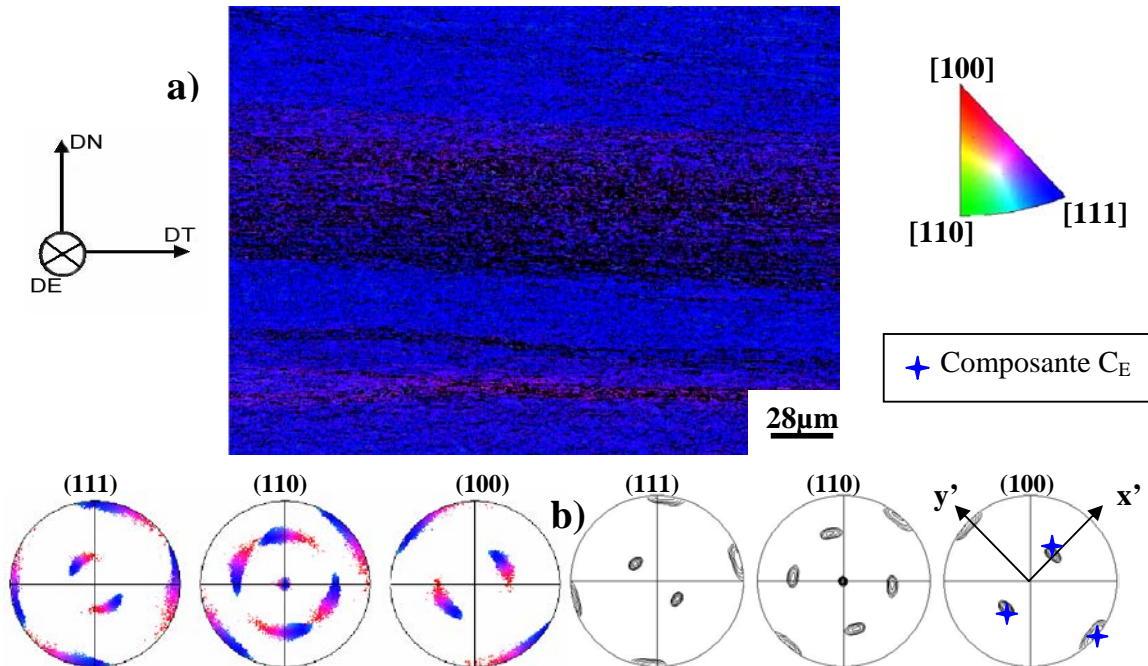 a)
DN
DT
DE
[100]
[110]
[111]
Composante C_E
28µm
(111)
(110)
(100)
b)
(111)
(110)
(100)
y'
x'